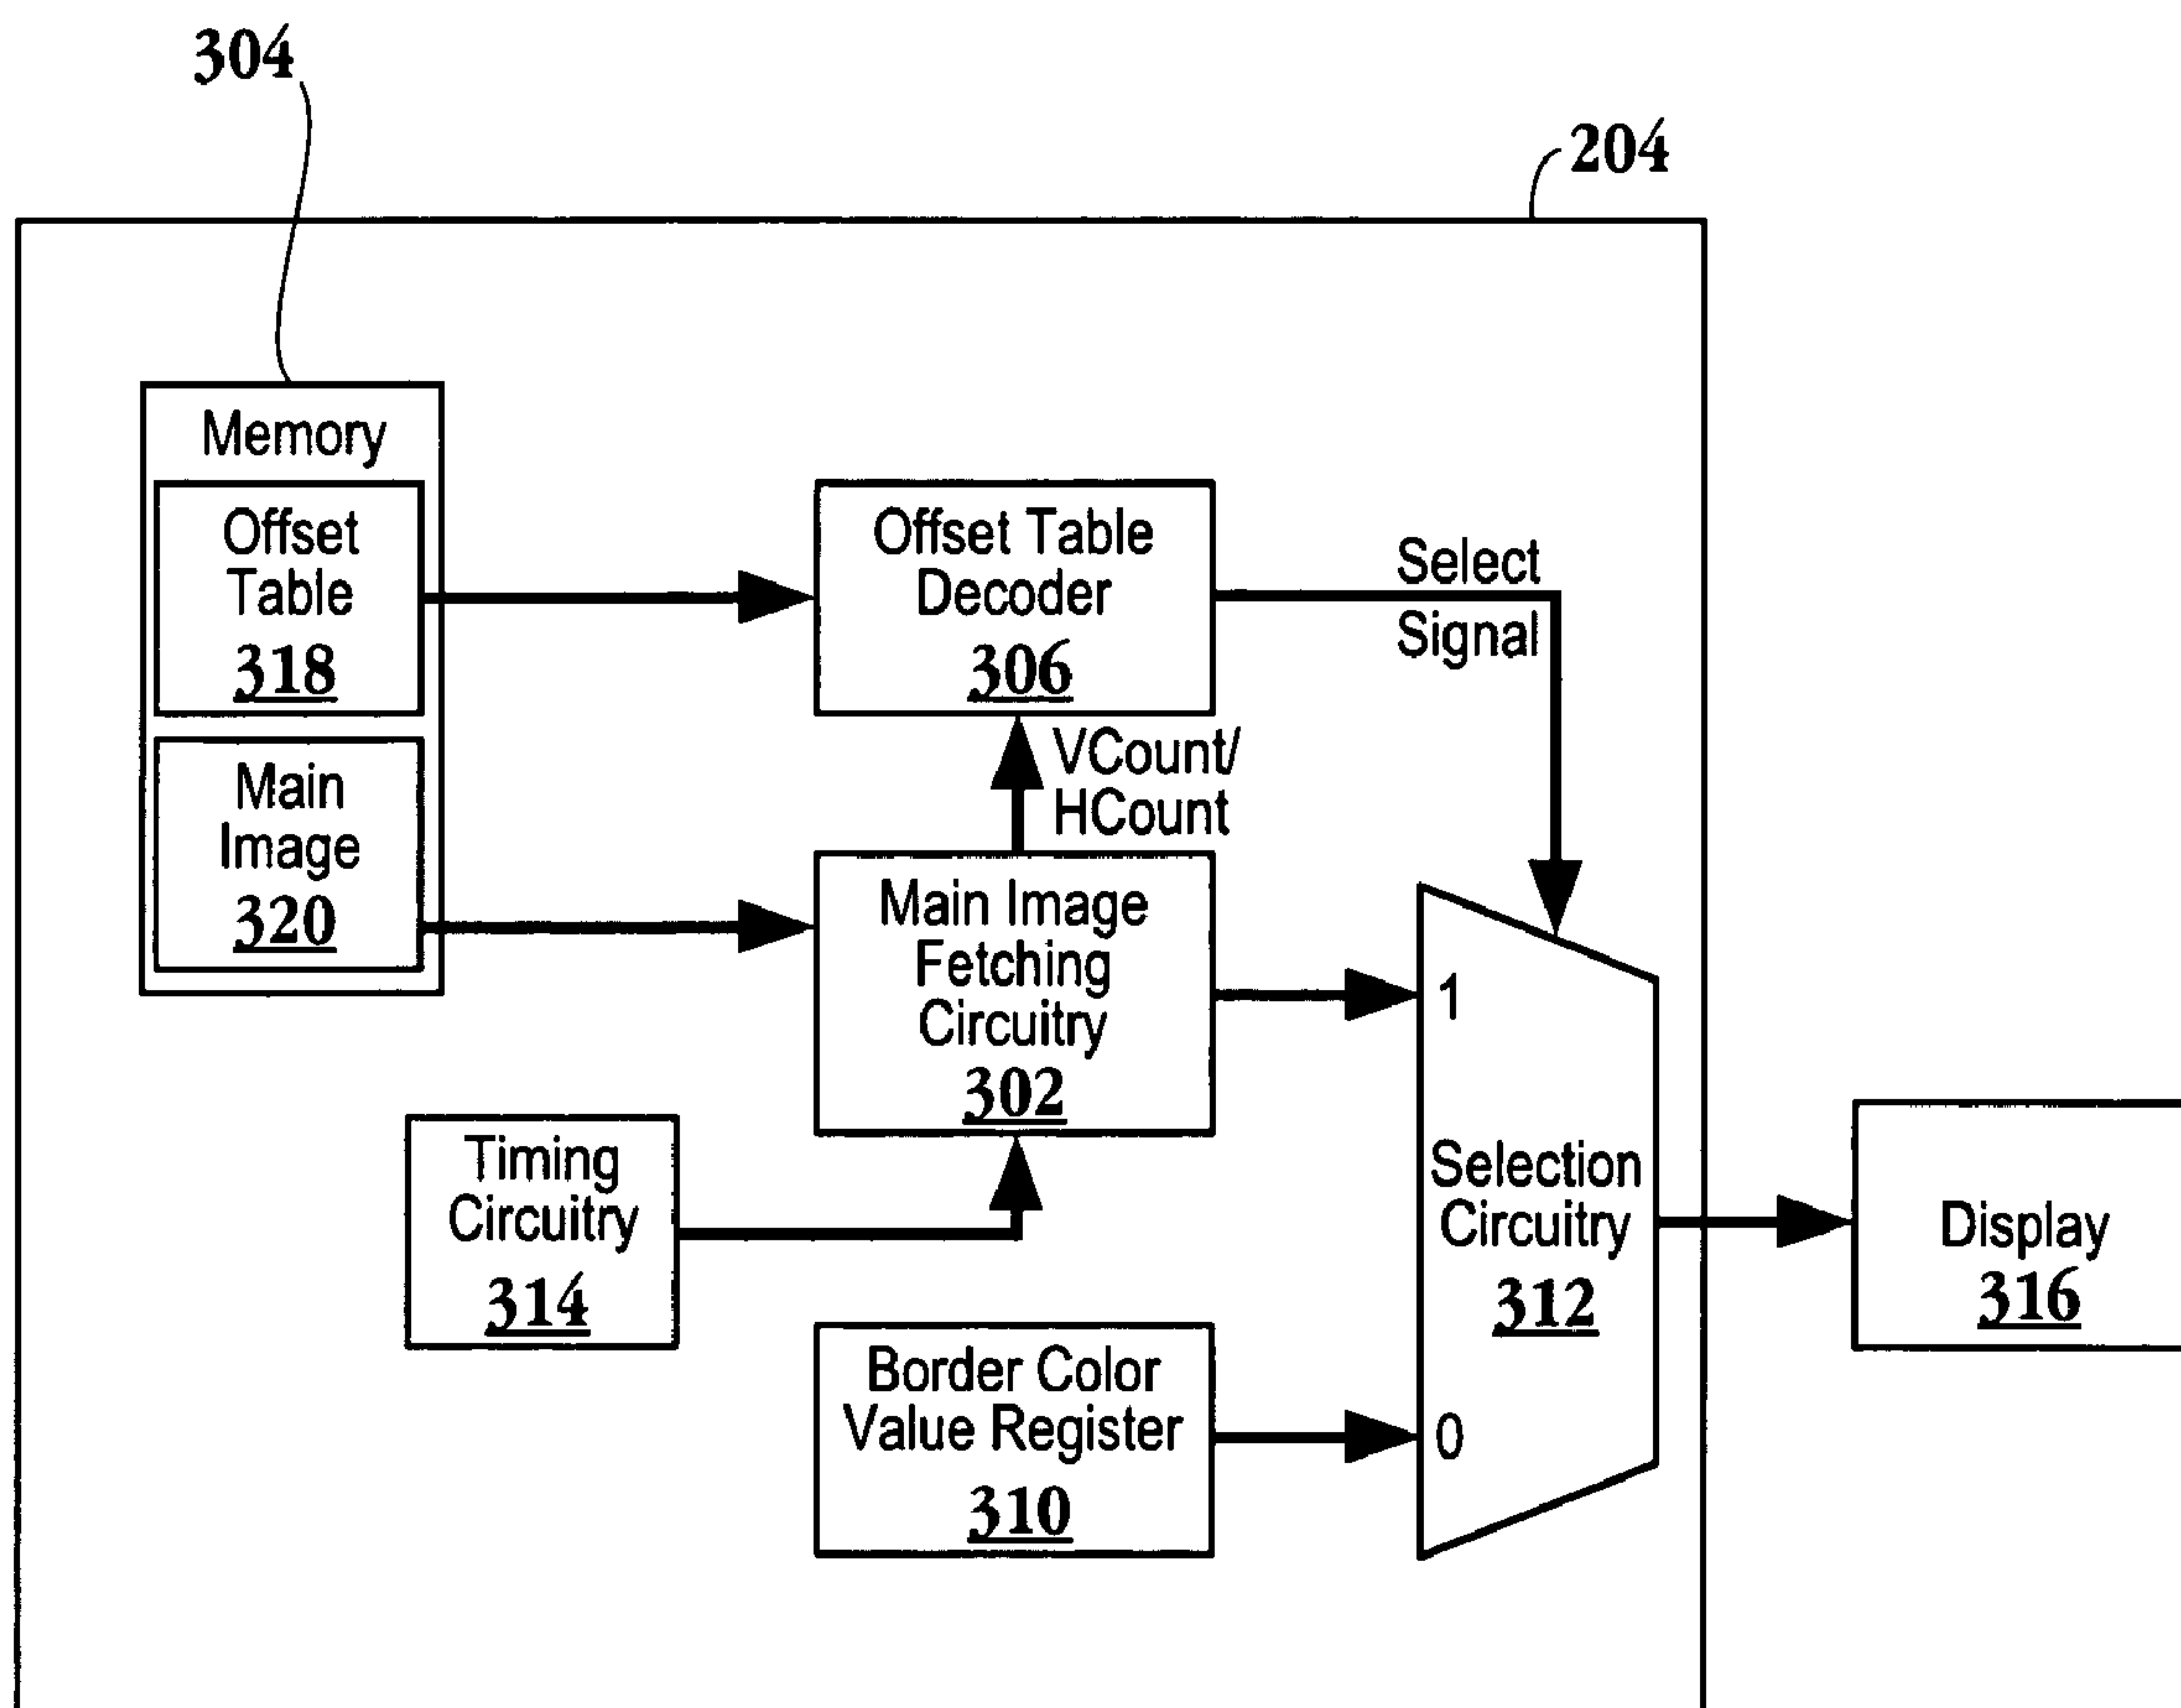 304
204
Memory
Offset
Table
318
Main
Image
320
Offset Table
Decoder
306
Select
Signal
VCount/
HCount
Main Image
Fetching
Circuitry
302
1
Timing
Circuitry
314
Selection
Circuitry
312
Display
316
Border Color
Value Register
310
0